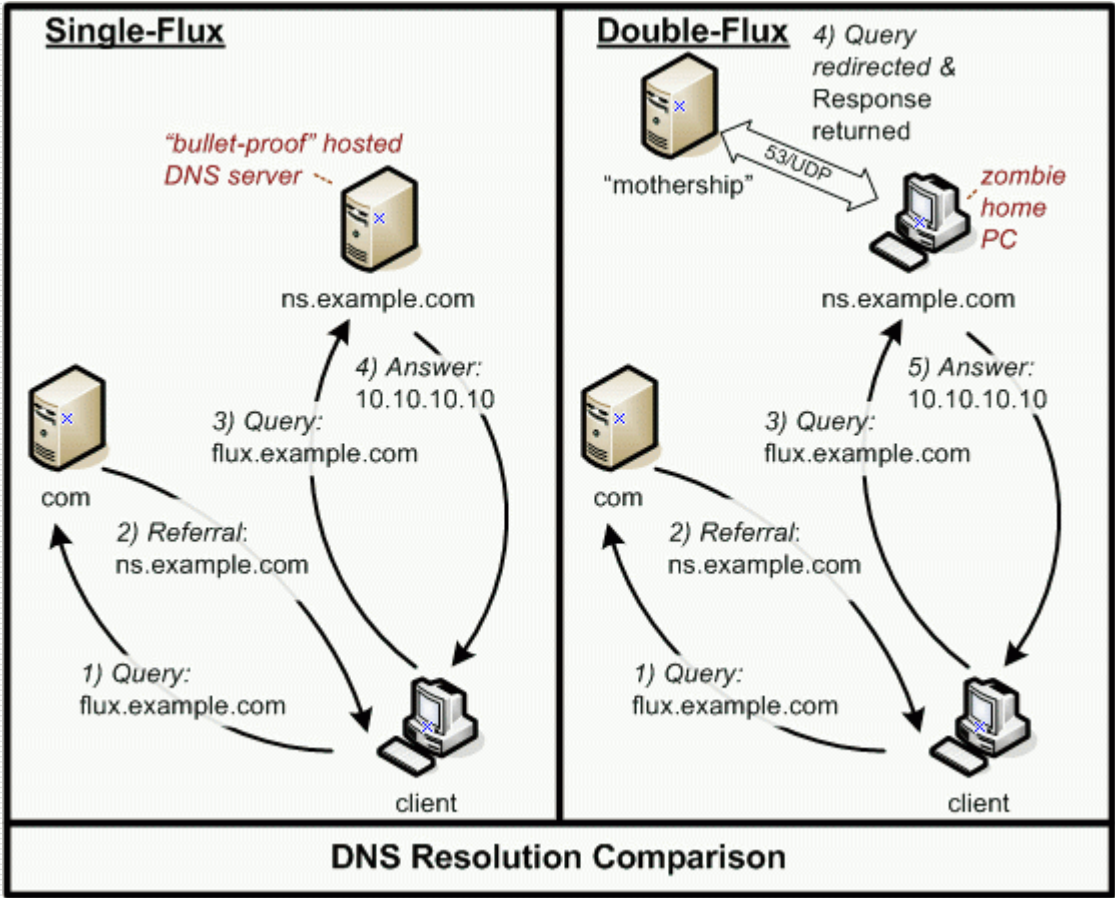 Single-Flux
"bullet-proof" hosted
DNS server
ns.example.com
4) Answer:
10.10.10.10
3) Query:
flux.example.com
com
2) Referral:
ns.example.com
1) Query:
flux.example.com
client
Double-Flux
4) Query
redirected &
Response
returned
53/UDP
"mothership"
zombie
home
PC
ns.example.com
5) Answer:
10.10.10.10
3) Query:
flux.example.com
com
2) Referral:
ns.example.com
1) Query:
flux.example.com
client
DNS Resolution Comparison